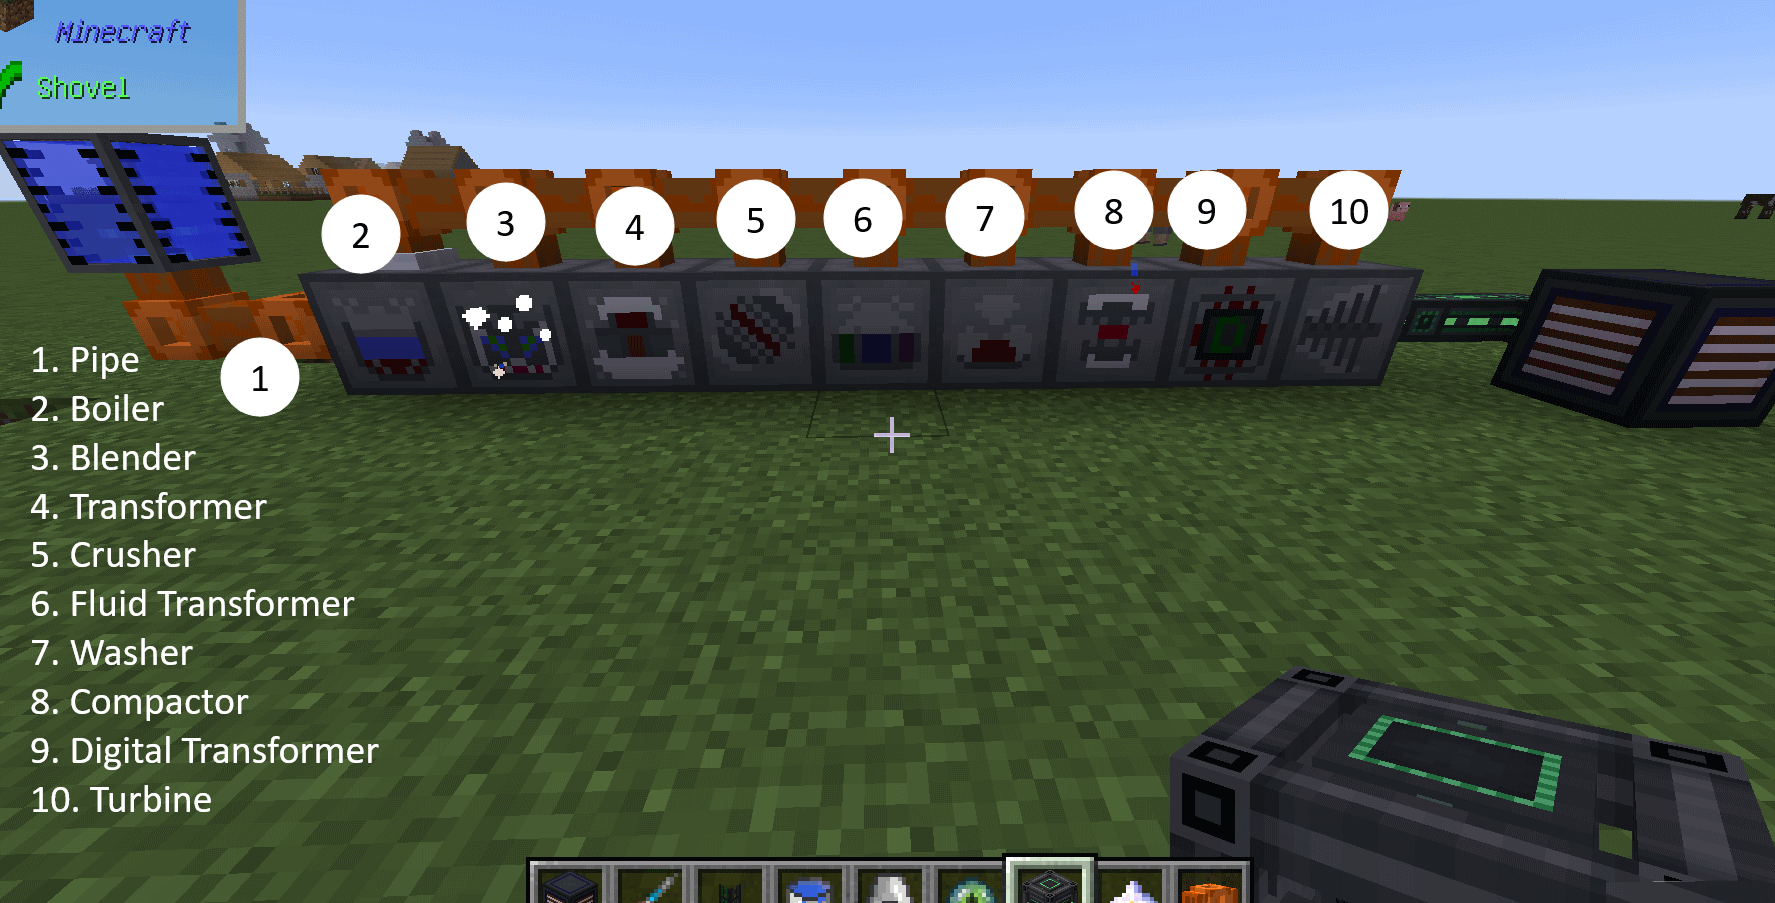 Minecraft
Shovel
2
3
4
5
6
7
8
9
10
1
1. Pipe
2. Boiler
3. Blender
4. Transformer
5. Crusher
6. Fluid Transformer
7. Washer
8. Compactor
9. Digital Transformer
10. Turbine